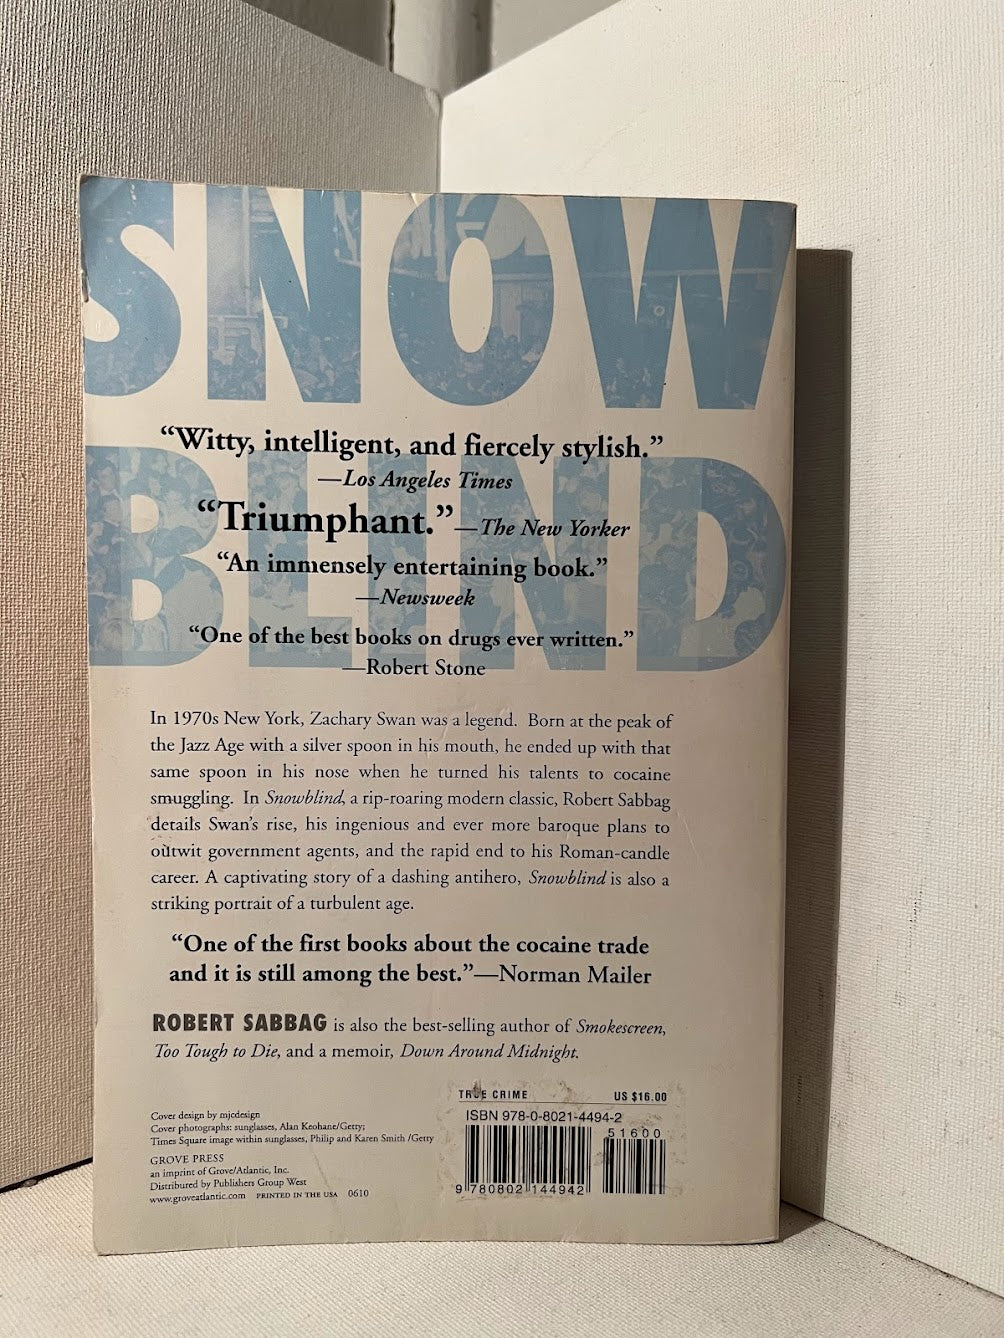 SNOW
BLIND
“Witty, intelligent, and fiercely stylish.”
—Los Angeles Times
“Triumphant.”—The New Yorker
“An immensely entertaining book.”
—Newsweek
“One of the best books on drugs ever written.”
—Robert Stone
In 1970s New York, Zachary Swan was a legend. Born at the peak of
the Jazz Age with a silver spoon in his mouth, he ended up with that
same spoon in his nose when he turned his talents to cocaine
smuggling. In Snowblind, a rip-roaring modern classic, Robert Sabbag
details Swan’s rise, his ingenious and ever more baroque plans to
outwit government agents, and the rapid end to his Roman-candle
career. A captivating story of a dashing antihero, Snowblind is also a
striking portrait of a turbulent age.
“One of the first books about the cocaine trade
and it is still among the best.”—Norman Mailer
ROBERT SABBAG is also the best-selling author of Smokescreen,
Too Tough to Die, and a memoir, Down Around Midnight.
Cover design by mjcdesign
Cover photographs: sunglasses, Alan Keohane/Getty;
Times Square image within sunglasses, Philip and Karen Smith /Getty
GROVE PRESS
an imprint of Grove/Atlantic, Inc.
Distributed by Publishers Group West
www.groveatlantic.com PRINTED IN THE USA 0610
TRUE CRIME US $16.00
ISBN 978-0-8021-4494-2
51600
9 780802 144942